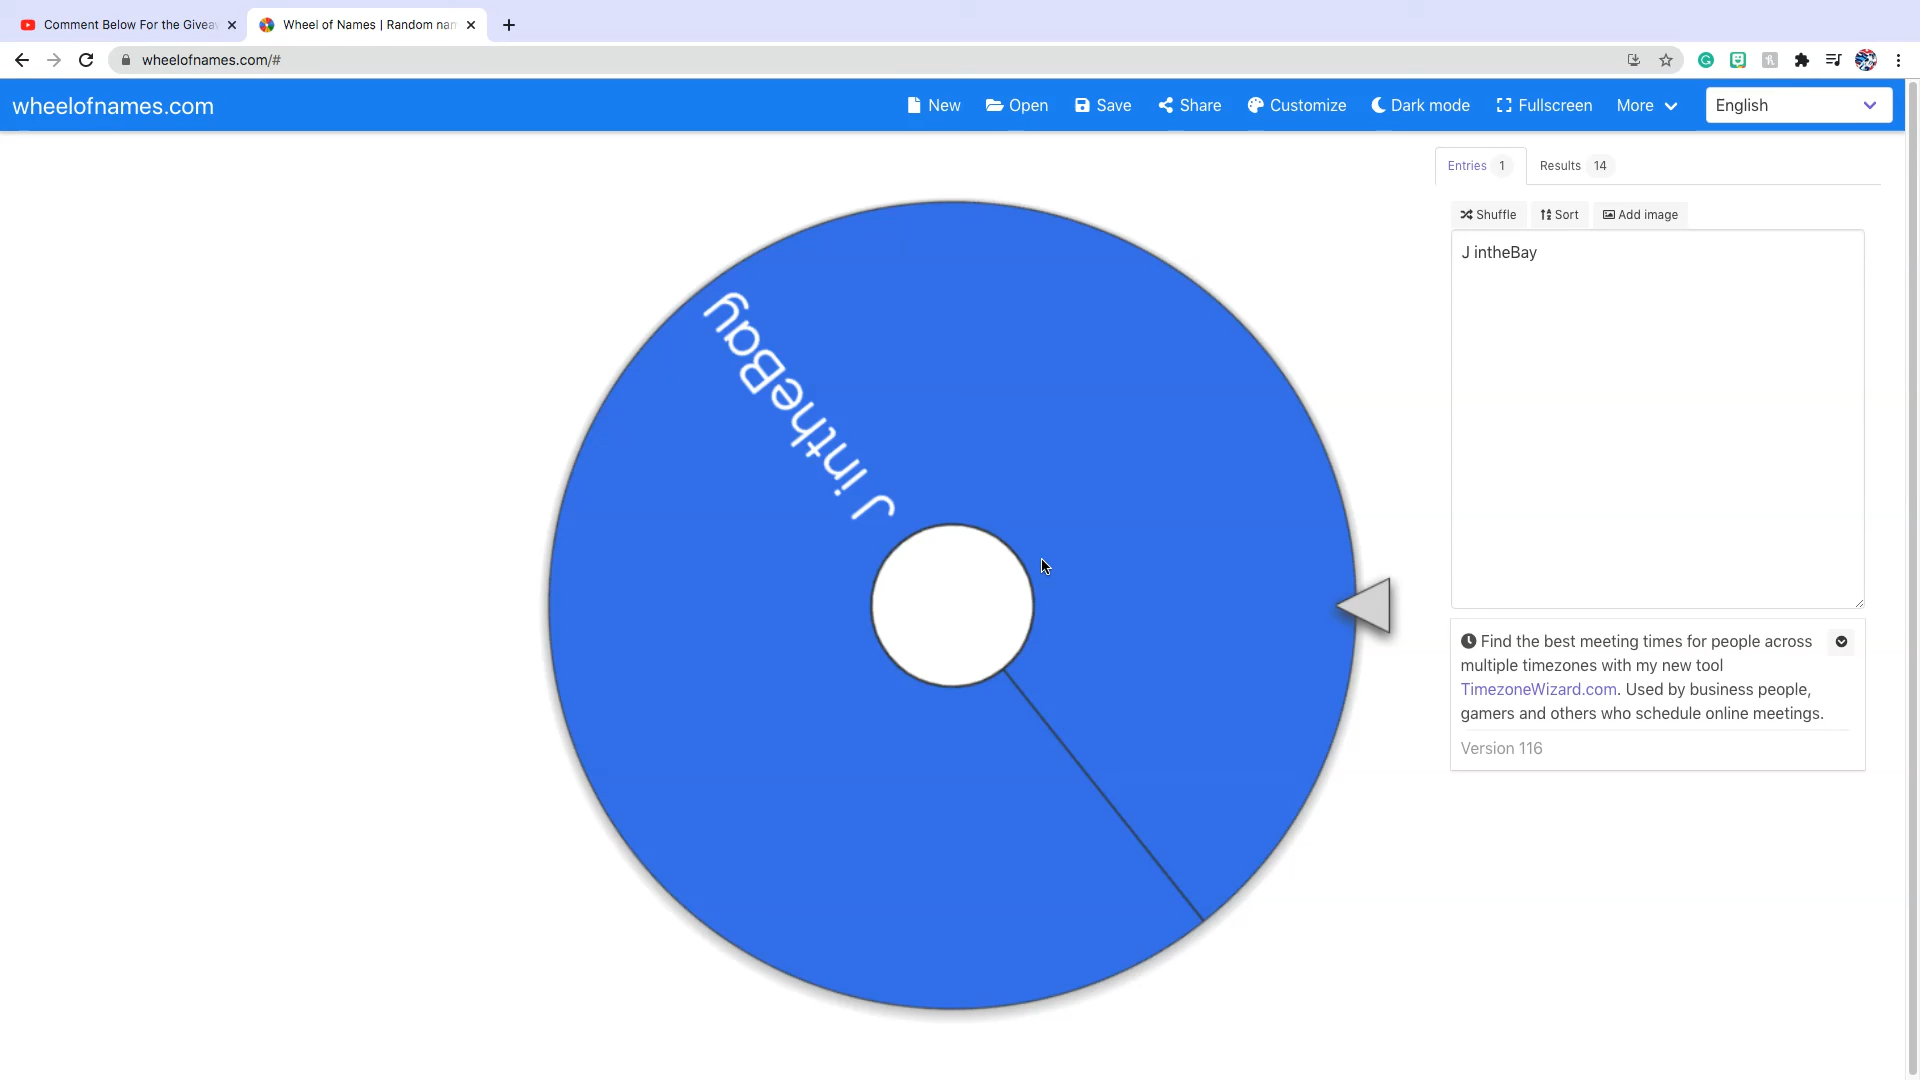 Comment Below For the Givea
Wheel of Names | Random nam
wheelofnames.com/#
wheelofnames.com
New
Open
Save
Share
Customize
Dark mode
Fullscreen
More
English
Entries 1
Results 14
Shuffle
Sort
Add image
J intheBay
J intheBay
Find the best meeting times for people across
multiple timezones with my new tool
TimezoneWizard.com. Used by business people,
gamers and others who schedule online meetings.
Version 116